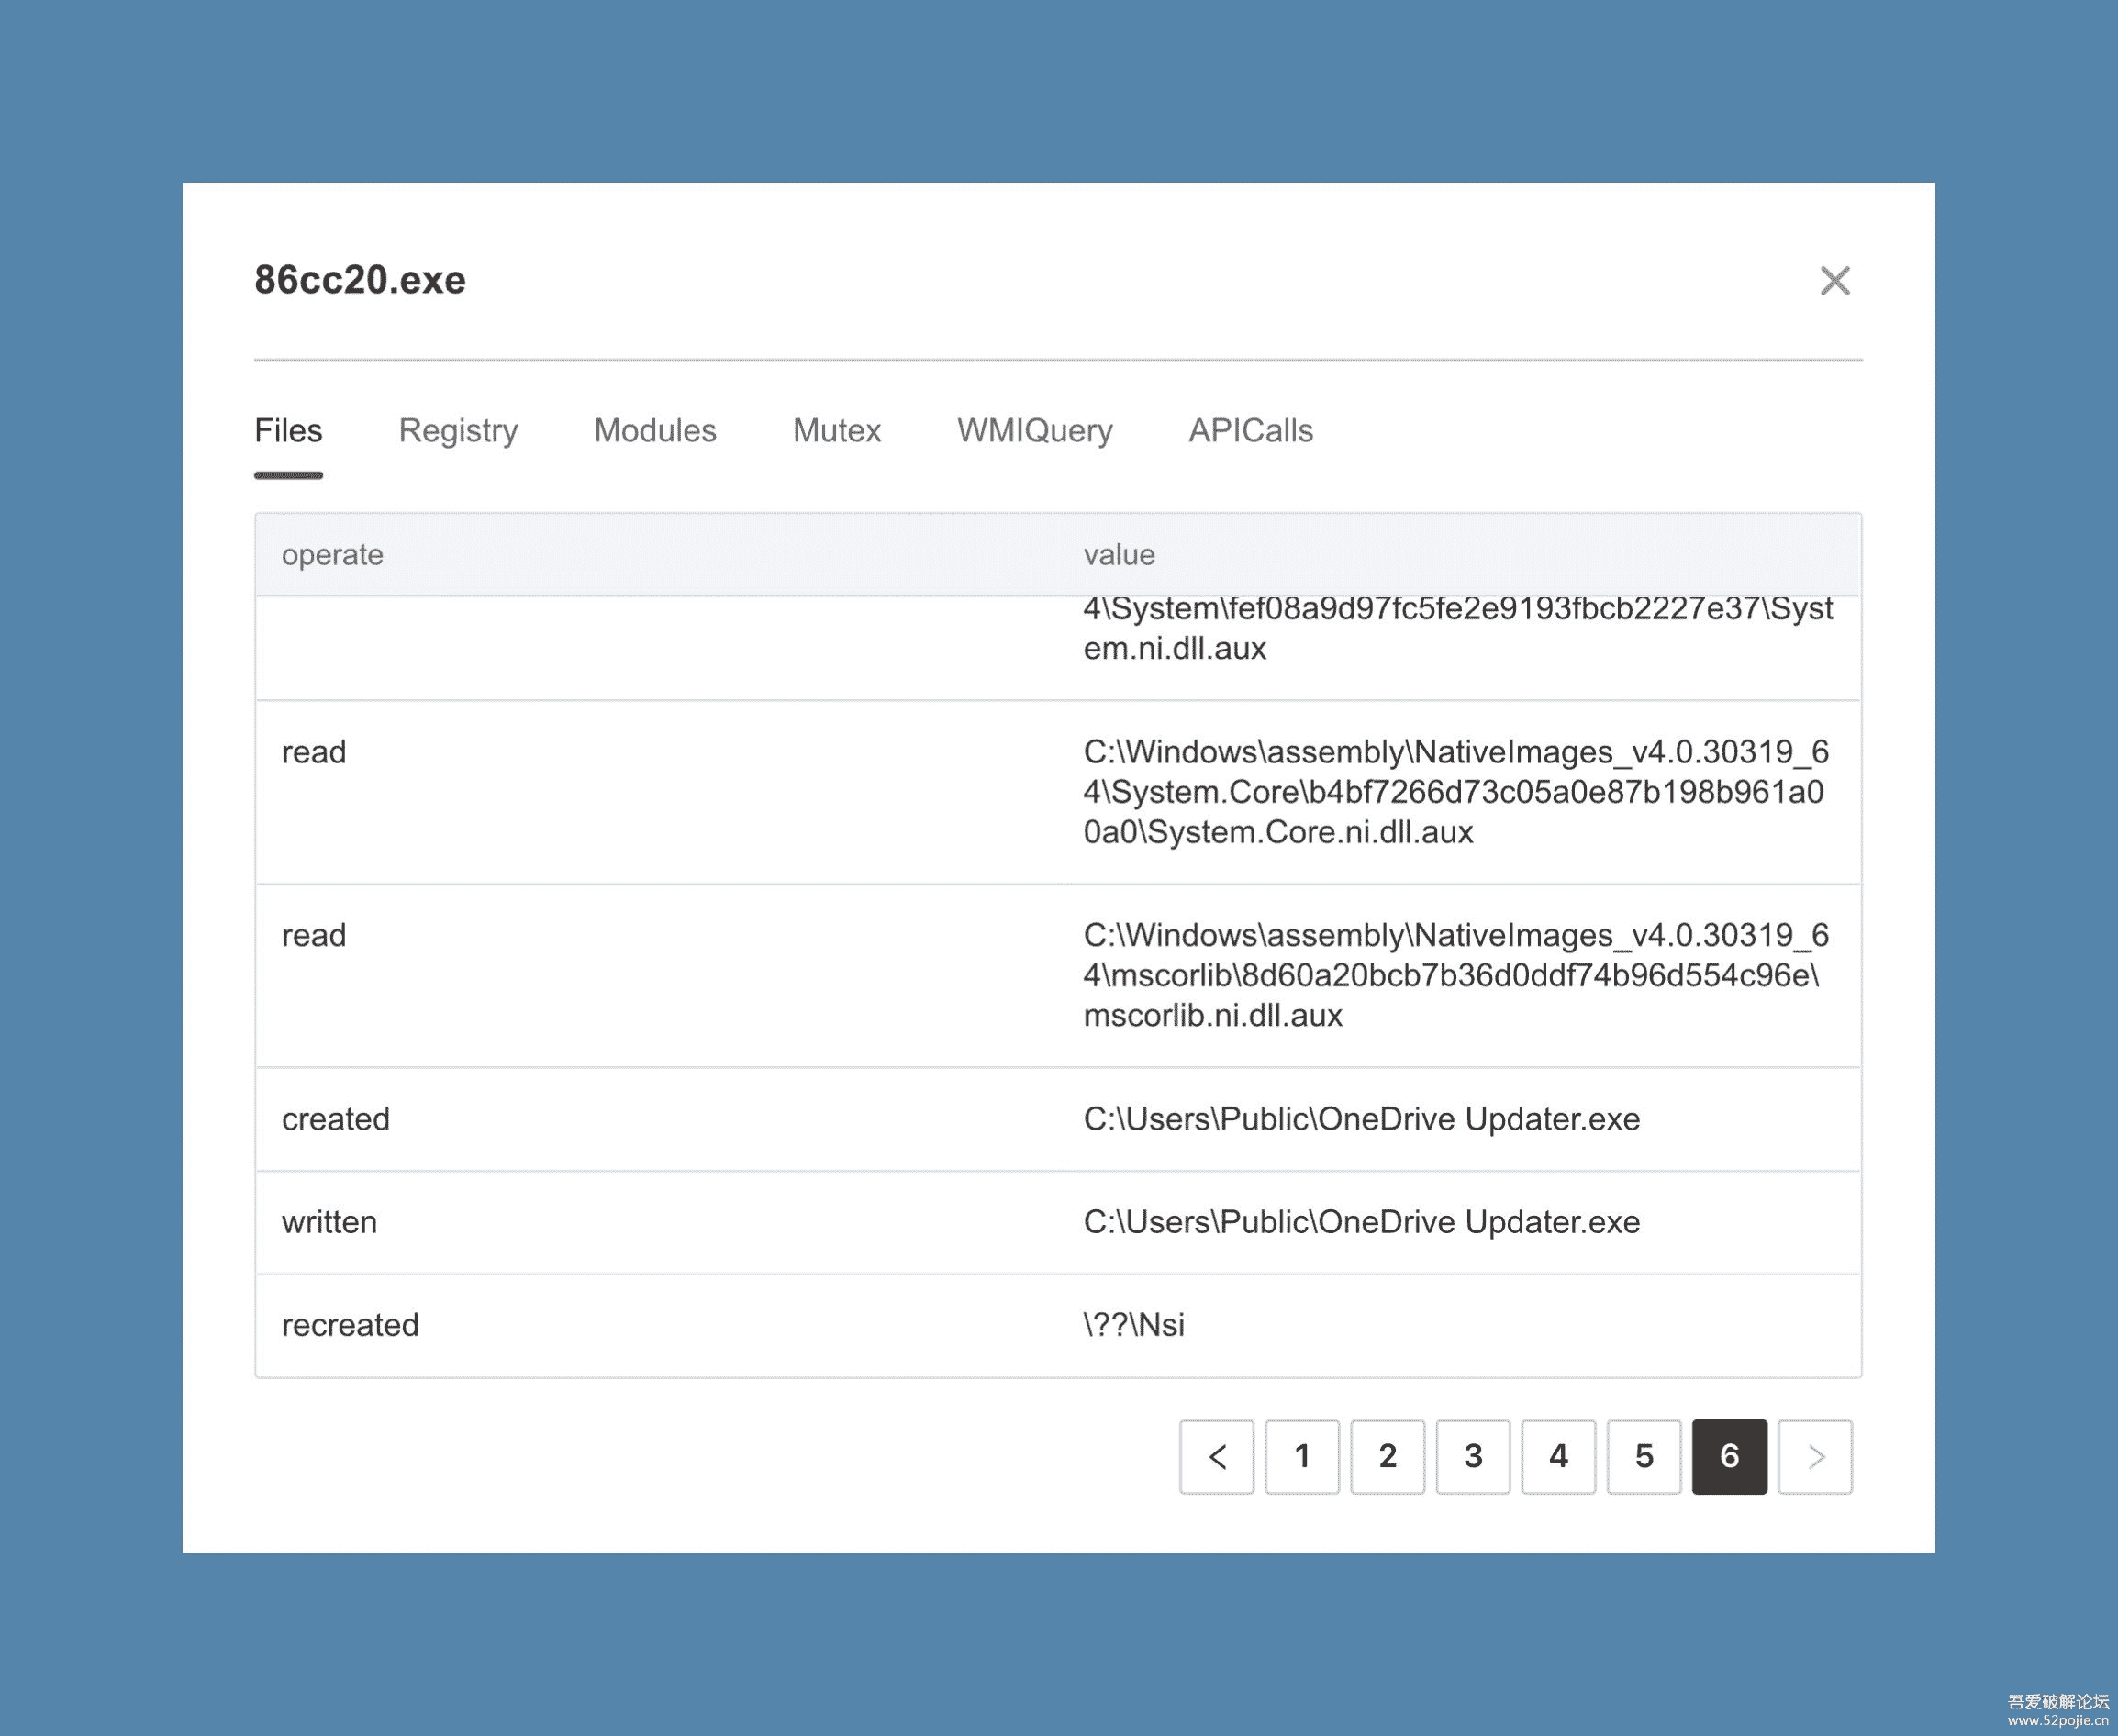 86cc20.exe
Files Registry Modules Mutex WMIQuery APICalls
operate value
4\System\fef08a9d97fc5fe2e9193fbcb2227e37\Syst
em.ni.dll.aux
read C:\Windows\assembly\NativeImages_v4.0.30319_6
4\System.Core\b4bf7266d73c05a0e87b198b961a0
0a0\System.Core.ni.dll.aux
read C:\Windows\assembly\NativeImages_v4.0.30319_6
4\mscorlib\8d60a20bcb7b36d0ddf74b96d554c96e\
mscorlib.ni.dll.aux
created C:\Users\Public\OneDrive Updater.exe
written C:\Users\Public\OneDrive Updater.exe
recreated \??\Nsi
< 1 2 3 4 5 6 >
吾爱破解论坛
www.52pojie.cn